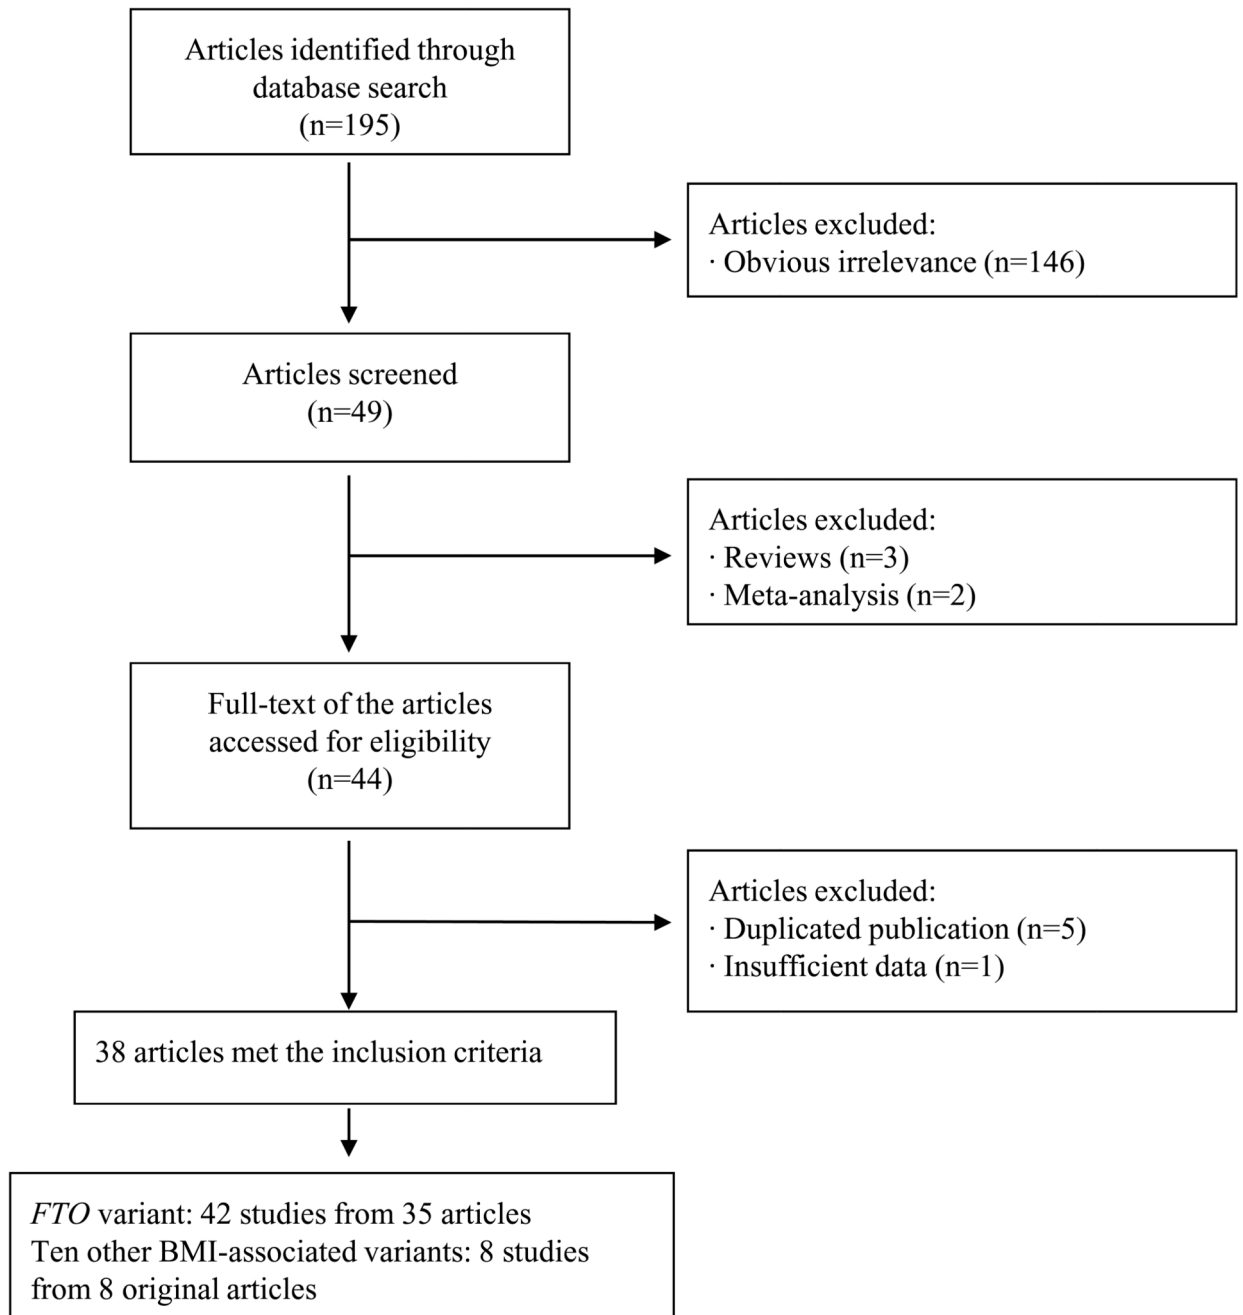 Articles identified through
database search
(n=195)
Articles excluded:
· Obvious irrelevance (n=146)
Articles screened
(n=49)
Articles excluded:
· Reviews (n=3)
· Meta-analysis (n=2)
Full-text of the articles
accessed for eligibility
(n=44)
Articles excluded:
· Duplicated publication (n=5)
· Insufficient data (n=1)
38 articles met the inclusion criteria
FTO variant: 42 studies from 35 articles
Ten other BMI-associated variants: 8 studies
from 8 original articles